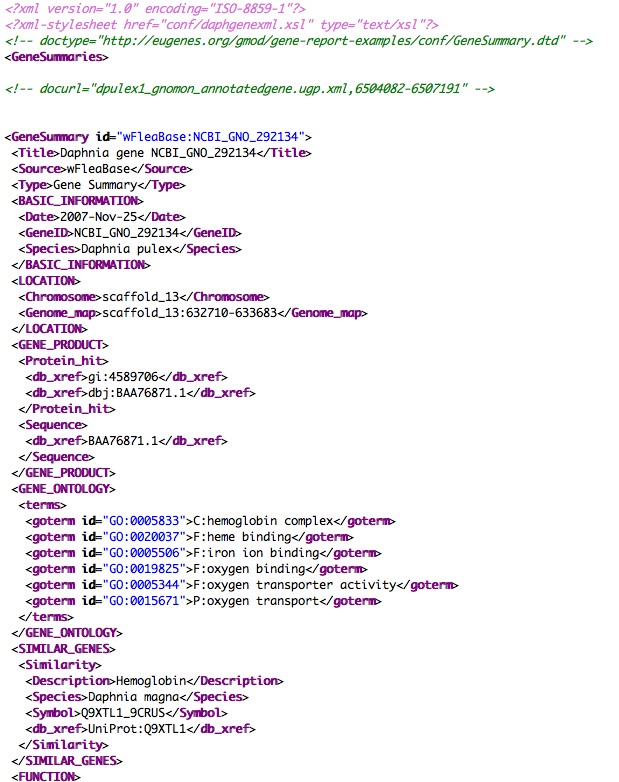 <?xml version="1.0" encoding="ISO-8859-1"?>
<?xml-stylesheet href="conf/daphgenexml.xsl" type="text/xsl"?>
<!-- doctype="http://eugenes.org/gmod/gene-report-examples/conf/GeneSummary.dtd" -->
<GeneSummaries>
<!-- docurl="dpulex1_gnomon_annotatedgene.ugp.xml,6504082-6507191" -->
<GeneSummary id="wFleaBase:NCBI_GNO_292134">
<Title>Daphnia gene NCBI_GNO_292134</Title>
<Source>wFleaBase</Source>
<Type>Gene Summary</Type>
<BASIC_INFORMATION>
<Date>2007-Nov-25</Date>
<GeneID>NCBI_GNO_292134</GeneID>
<Species>Daphnia pulex</Species>
</BASIC_INFORMATION>
<LOCATION>
<Chromosome>scaffold_13</Chromosome>
<Genome_map>scaffold_13:632710-633683</Genome_map>
</LOCATION>
<GENE_PRODUCT>
<Protein_hit>
<db_xref>gi:4589706</db_xref>
<db_xref>dbj:BAA76871.1</db_xref>
</Protein_hit>
<Sequence>
<db_xref>BAA76871.1</db_xref>
</Sequence>
</GENE_PRODUCT>
<GENE_ONTOLOGY>
<terms>
<goterm id="GO:0005833">C:hemoglobin complex</goterm>
<goterm id="GO:0020037">F:heme binding</goterm>
<goterm id="GO:0005506">F:iron ion binding</goterm>
<goterm id="GO:0019825">F:oxygen binding</goterm>
<goterm id="GO:0005344">F:oxygen transporter activity</goterm>
<goterm id="GO:0015671">P:oxygen transport</goterm>
</terms>
</GENE_ONTOLOGY>
<SIMILAR_GENES>
<Similarity>
<Description>Hemoglobin</Description>
<Species>Daphnia magna</Species>
<Symbol>Q9XTL1_9CRUS</Symbol>
<db_xref>UniProt:Q9XTL1</db_xref>
</Similarity>
</SIMILAR_GENES>
<FUNCTION>